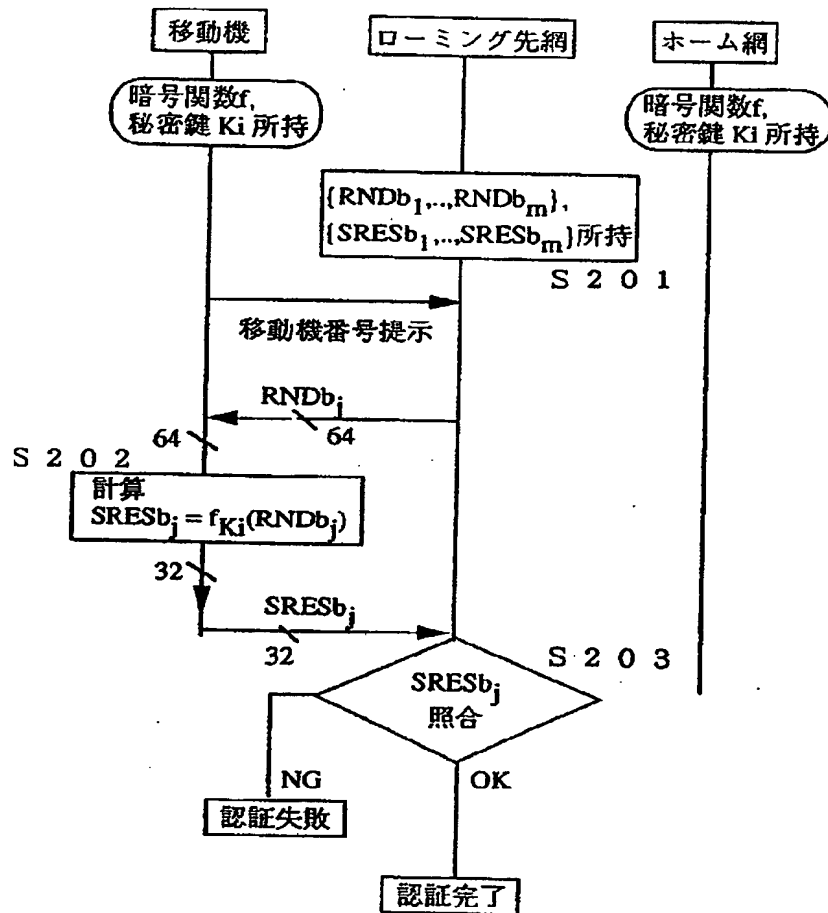 移動機
ローミング先網
ホーム網
暗号関数f,
秘密鍵 Ki 所持
暗号関数f,
秘密鍵 Ki 所持
{RNDb1,..,RNDbm},
{SRESb1,..,SRESbm}所持
S 2 0 1
移動機番号提示
RNDbj
64
64
S 2 0 2
計算
SRESbj = fKi(RNDbj)
32
SRESbj
32
S 2 0 3
SRESbj
照合
NG
OK
認証失敗
認証完了